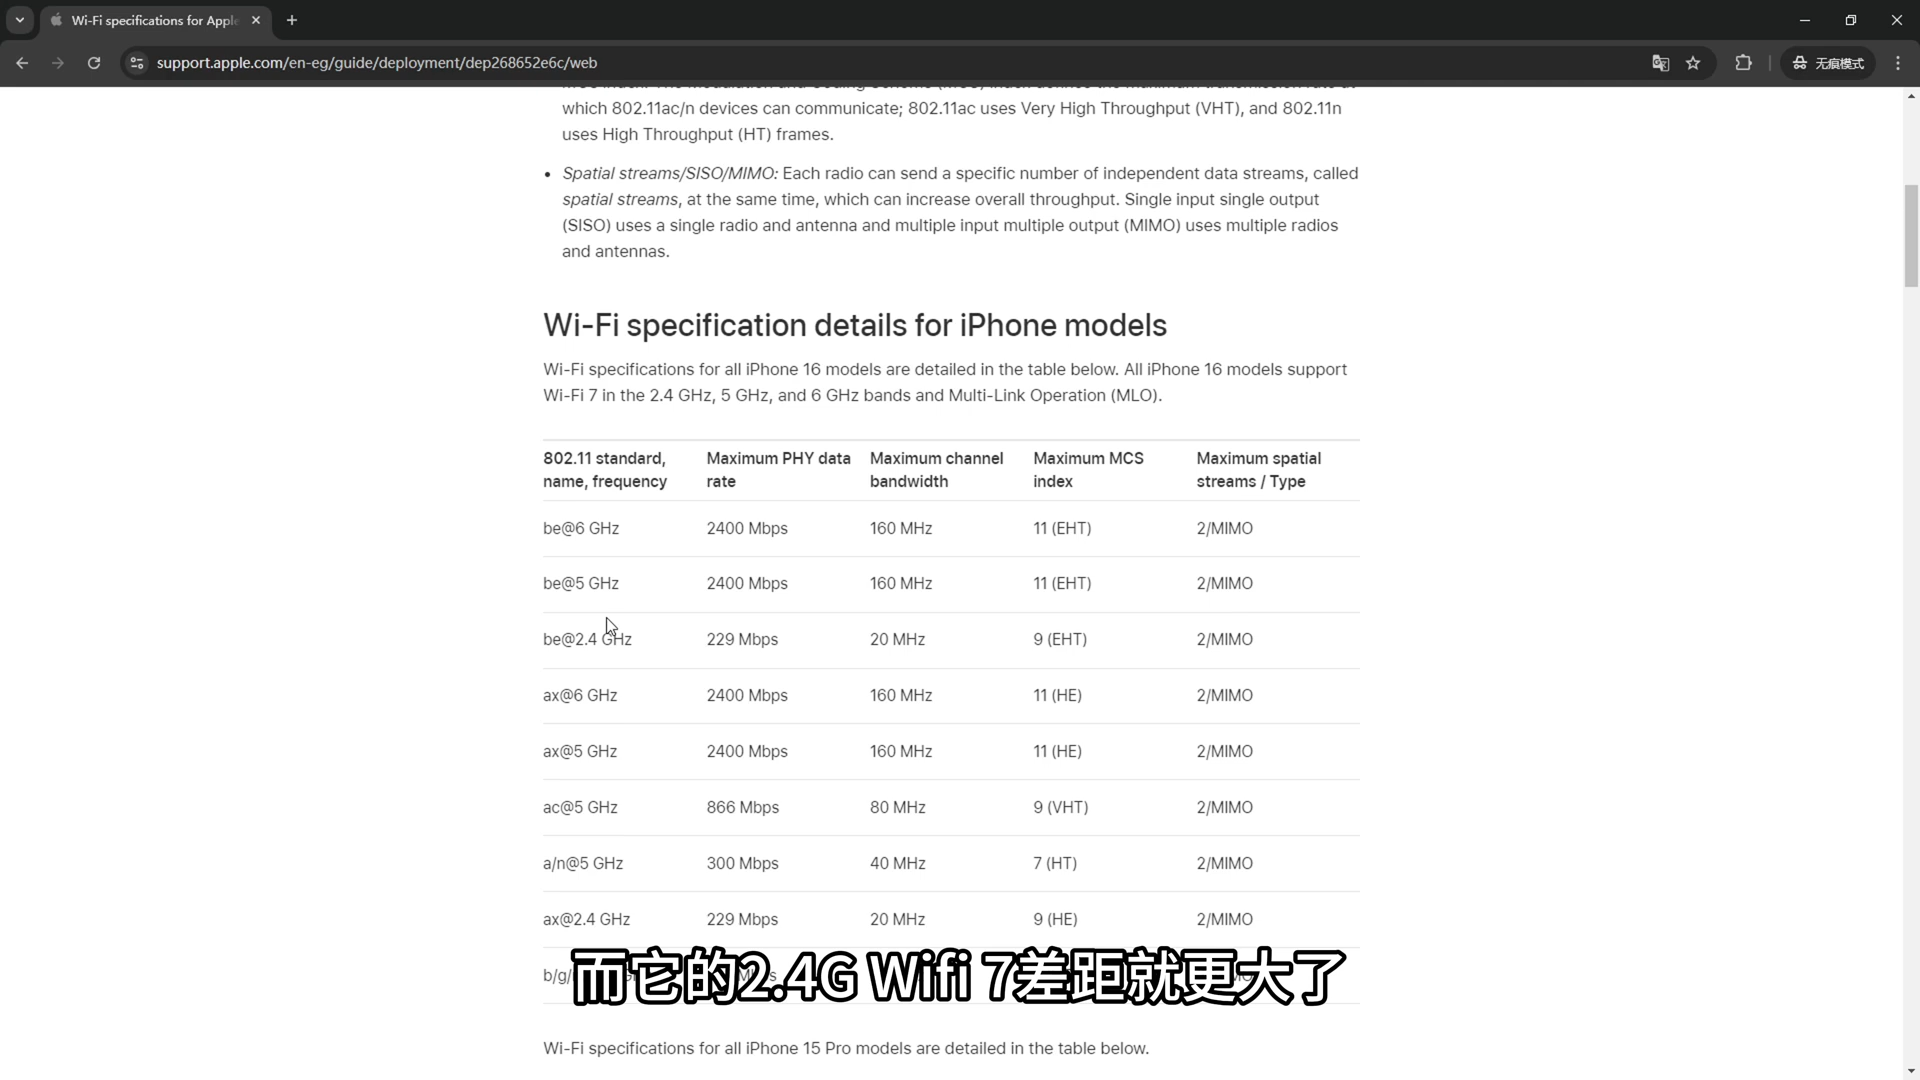 Wi-Fi specifications for Apple
support.apple.com/en-eg/guide/deployment/dep268652e6c/web
无痕模式
which 802.11ac/n devices can communicate; 802.11ac uses Very High Throughput (VHT), and 802.11n
uses High Throughput (HT) frames.
• Spatial streams/SISO/MIMO: Each radio can send a specific number of independent data streams, called
spatial streams, at the same time, which can increase overall throughput. Single input single output
(SISO) uses a single radio and antenna and multiple input multiple output (MIMO) uses multiple radios
and antennas.
Wi-Fi specification details for iPhone models
Wi-Fi specifications for all iPhone 16 models are detailed in the table below. All iPhone 16 models support
Wi-Fi 7 in the 2.4 GHz, 5 GHz, and 6 GHz bands and Multi-Link Operation (MLO).
802.11 standard, name, frequency Maximum PHY data rate Maximum channel bandwidth Maximum MCS index Maximum spatial streams / Type
be@6 GHz 2400 Mbps 160 MHz 11 (EHT) 2/MIMO
be@5 GHz 2400 Mbps 160 MHz 11 (EHT) 2/MIMO
be@2.4 GHz 229 Mbps 20 MHz 9 (EHT) 2/MIMO
ax@6 GHz 2400 Mbps 160 MHz 11 (HE) 2/MIMO
ax@5 GHz 2400 Mbps 160 MHz 11 (HE) 2/MIMO
ac@5 GHz 866 Mbps 80 MHz 9 (VHT) 2/MIMO
a/n@5 GHz 300 Mbps 40 MHz 7 (HT) 2/MIMO
ax@2.4 GHz 229 Mbps 20 MHz 9 (HE) 2/MIMO
b/g/
而它的2.4G Wifi 7差距就更大了
Wi-Fi specifications for all iPhone 15 Pro models are detailed in the table below.